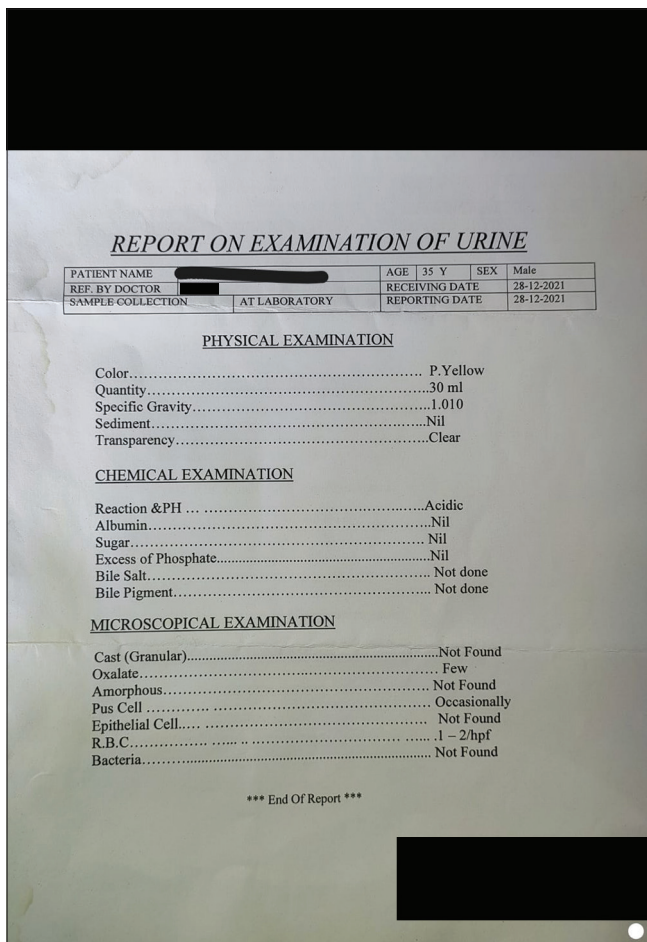 REPORT ON EXAMINATION OF URINE
PATIENT NAME AGE 35 Y SEX Male
REF. BY DOCTOR RECEIVING DATE 28-12-2021
SAMPLE COLLECTION AT LABORATORY REPORTING DATE 28-12-2021
PHYSICAL EXAMINATION
Color........................................................ P.Yellow
Quantity.....................................................30 ml
Specific Gravity.............................................1.010
Sediment.....................................................Nil
Transparency.................................................Clear
CHEMICAL EXAMINATION
Reaction &PH ... ............................................Acidic
Albumin......................................................Nil
Sugar........................................................ Nil
Excess of Phosphate..........................................Nil
Bile Salt.................................................... Not done
Bile Pigment................................................. Not done
MICROSCOPICAL EXAMINATION
Cast (Granular)..............................................Not Found
Oxalate...................................................... Few
Amorphous.................................................... Not Found
Pus Cell ............ ....................................... Occasionally
Epithelial Cell..... ........................................ Not Found
R.B.C................ ...... .. ........................ ...... .1 – 2/hpf
Bacteria..................................................... Not Found
*** End Of Report ***